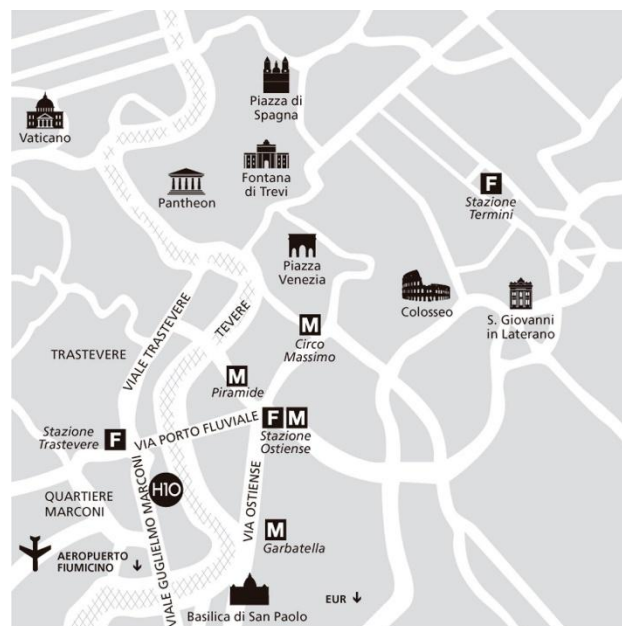 Piazza di
Spagna
Vaticano
Fontana
di Trevi
Pantheon
F
Stazione
Termini
Piazza
Venezia
Colosseo
S. Giovanni
in Laterano
TEVERE
VIALE TRASTEVERE
M
Circo
Massimo
TRASTEVERE
M
Piramide
Stazione
Trastevere
F
VIA PORTO FLUVIALE
F M
Stazione
Ostiense
H10
QUARTIERE
MARCONI
VIALE GUGLIELMO MARCONI
VIA OSTIENSE
M
Garbatella
AEROPUERTO
FIUMICINO
EUR
Basilica di San Paolo